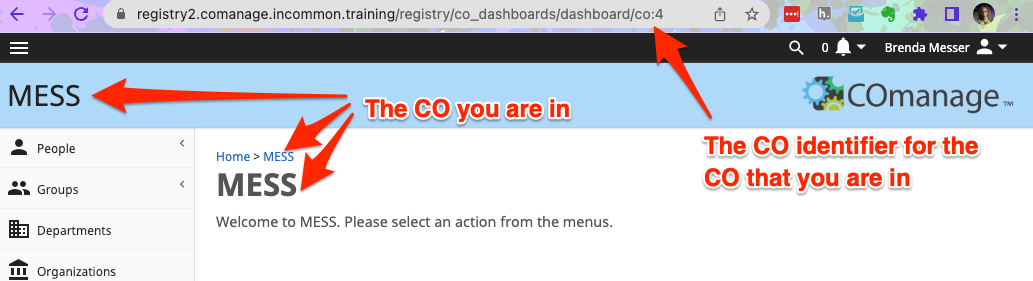 registry2.comanage.incommon.training/registry/co_dashboards/dashboard/co:4
0 Brenda Messer
MESS
COmanage ™
The CO you are in
The CO identifier for the
CO that you are in
People
Groups
Departments
Organizations
Home > MESS
MESS
Welcome to MESS. Please select an action from the menus.